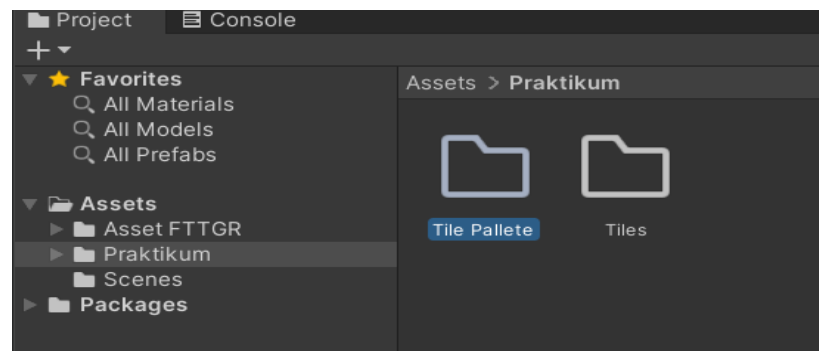 Project Console
Favorites
All Materials
All Models
All Prefabs
Assets
Asset FTTGR
Praktikum
Scenes
Packages
Assets > Praktikum
Tile Pallete
Tiles